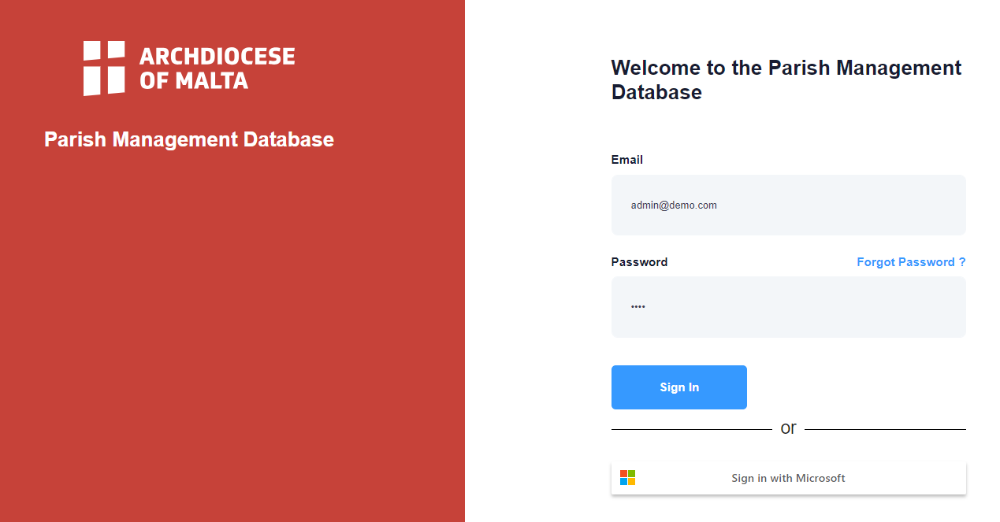 ARCHDIOCESE
OF MALTA
Parish Management Database
Welcome to the Parish Management
Database
Email
admin@demo.com
Password
Forgot Password ?
••••
Sign In
or
Sign in with Microsoft